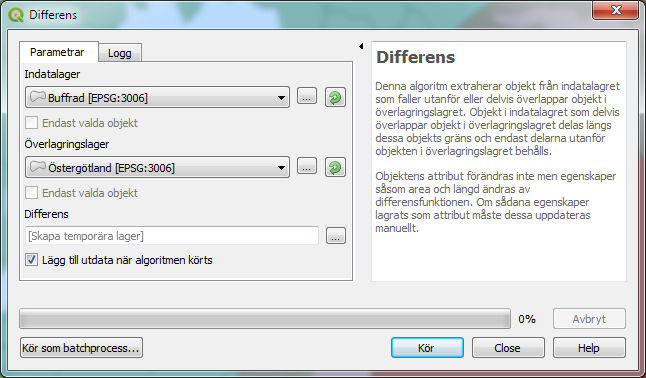 Differens
Parametrar
Logg
Indatalager
Buffrad [EPSG:3006]
...
Endast valda objekt
Överlagringslager
Östergötland [EPSG:3006]
...
Endast valda objekt
Differens
[Skapa temporära lager]
...
Lägg till utdata när algoritmen körts
Differens
Denna algoritm extraherar objekt från indatalagret
som faller utanför eller delvis överlappar objekt i
överlagringslagret. Objekt i indatalagret som delvis
överlappar objekt i överlagringslagret delas längs
dessa objekts gräns och endast delarna utanför
objekten i överlagringslagret behålls.
Objektens attribut förändras inte men egenskaper
såsom area och längd ändras av
differensfunktionen. Om sådana egenskaper
lagrats som attribut måste dessa uppdateras
manuellt.
0%
Avbryt
Kör som batchprocess...
Kör
Close
Help